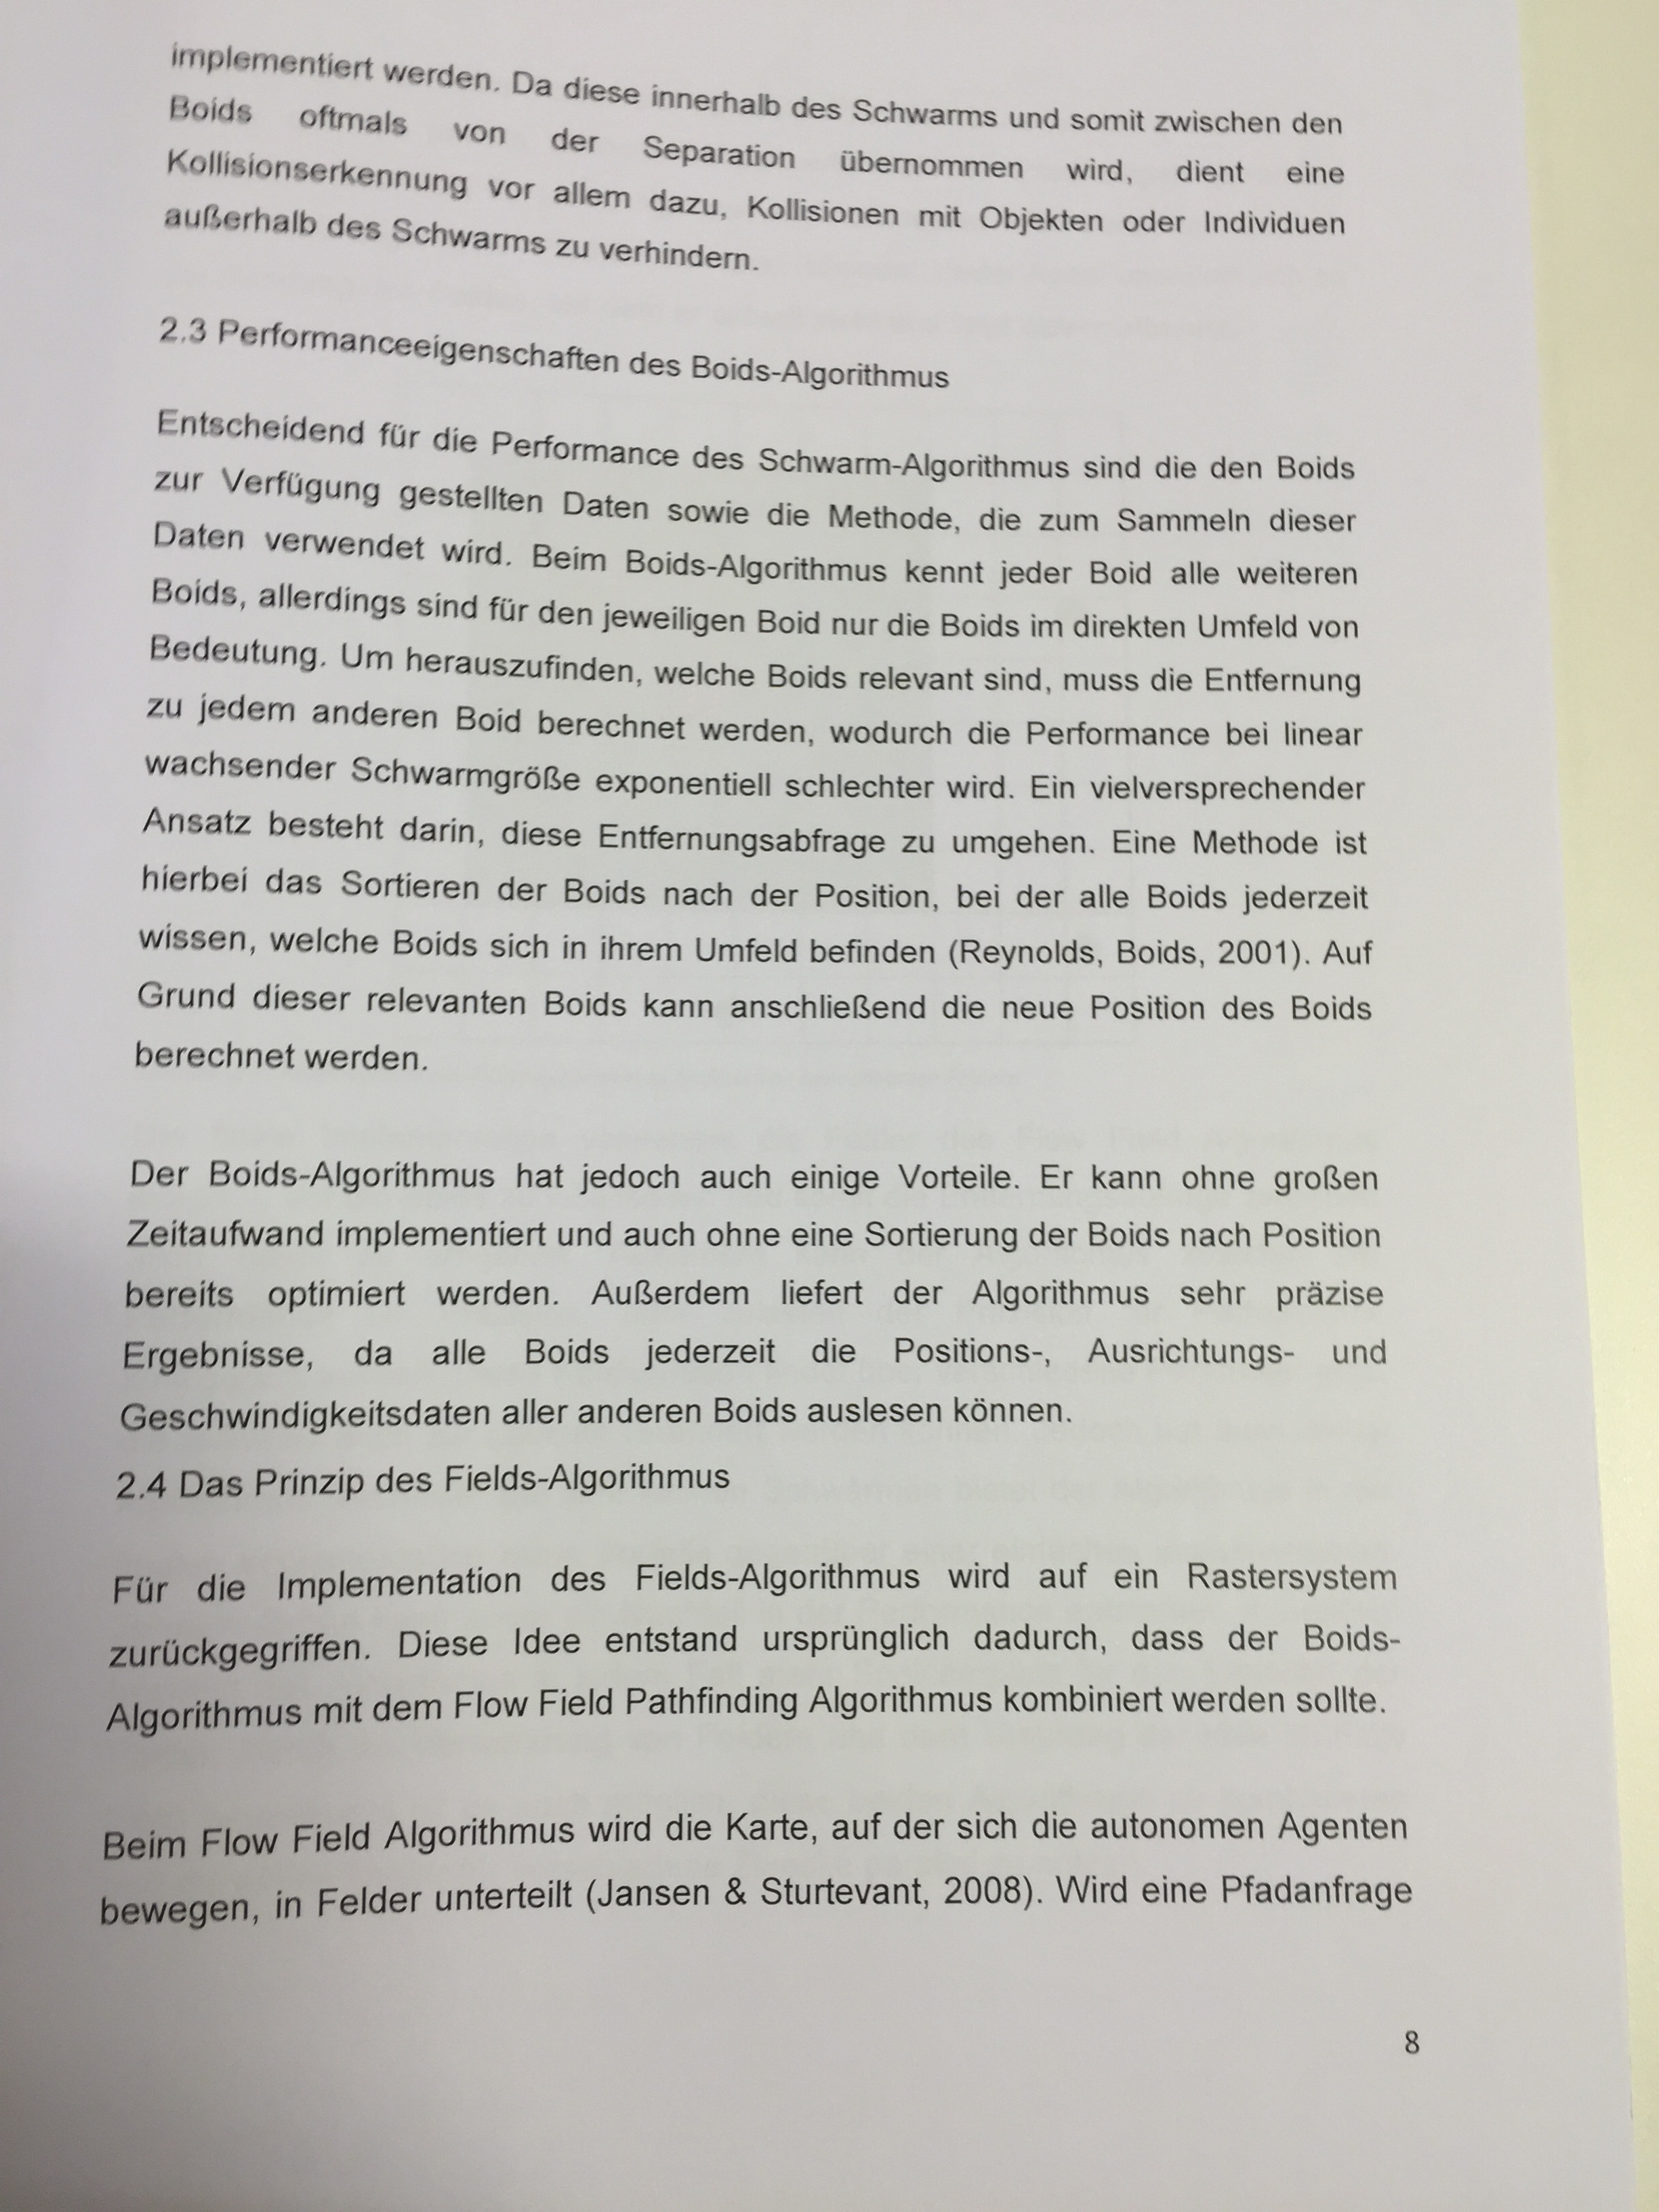 implementiert werden. Da diese innerhalb des Schwarms und somit zwischen den
Boids oftmals von der Separation übernommen wird, dient eine
Kollisionserkennung vor allem dazu, Kollisionen mit Objekten oder Individuen
außerhalb des Schwarms zu verhindern.
2.3 Performanceeigenschaften des Boids-Algorithmus
Entscheidend für die Performance des Schwarm-Algorithmus sind die den Boids
zur Verfügung gestellten Daten sowie die Methode, die zum Sammeln dieser
Daten verwendet wird. Beim Boids-Algorithmus kennt jeder Boid alle weiteren
Boids, allerdings sind für den jeweiligen Boid nur die Boids im direkten Umfeld von
Bedeutung. Um herauszufinden, welche Boids relevant sind, muss die Entfernung
zu jedem anderen Boid berechnet werden, wodurch die Performance bei linear
wachsender Schwarmgröße exponentiell schlechter wird. Ein vielversprechender
Ansatz besteht darin, diese Entfernungsabfrage zu umgehen. Eine Methode ist
hierbei das Sortieren der Boids nach der Position, bei der alle Boids jederzeit
wissen, welche Boids sich in ihrem Umfeld befinden (Reynolds, Boids, 2001). Auf
Grund dieser relevanten Boids kann anschließend die neue Position des Boids
berechnet werden.
Der Boids-Algorithmus hat jedoch auch einige Vorteile. Er kann ohne großen
Zeitaufwand implementiert und auch ohne eine Sortierung der Boids nach Position
bereits optimiert werden. Außerdem liefert der Algorithmus sehr präzise
Ergebnisse, da alle Boids jederzeit die Positions-, Ausrichtungs- und
Geschwindigkeitsdaten aller anderen Boids auslesen können.
2.4 Das Prinzip des Fields-Algorithmus
Für die Implementation des Fields-Algorithmus wird auf ein Rastersystem
zurückgegriffen. Diese Idee entstand ursprünglich dadurch, dass der Boids-
Algorithmus mit dem Flow Field Pathfinding Algorithmus kombiniert werden sollte.
Beim Flow Field Algorithmus wird die Karte, auf der sich die autonomen Agenten
bewegen, in Felder unterteilt (Jansen & Sturtevant, 2008). Wird eine Pfadanfrage
8